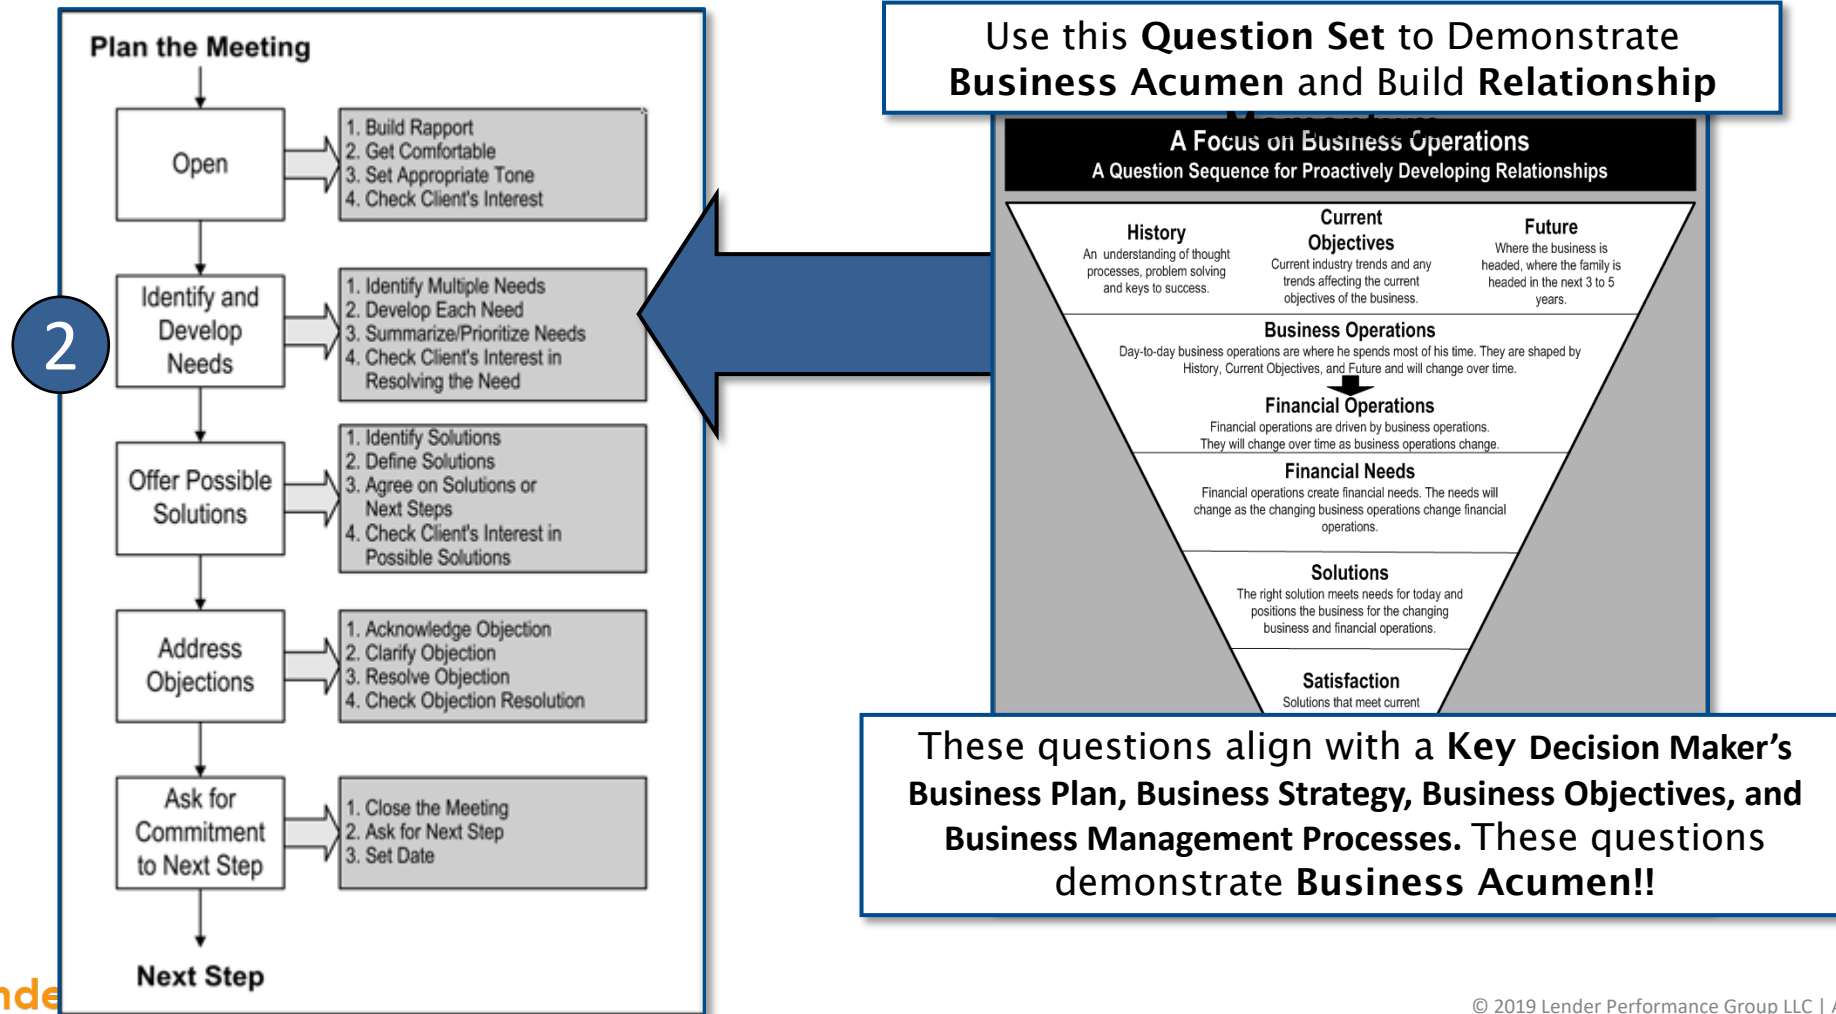 Plan the Meeting
Open
1. Build Rapport
2. Get Comfortable
3. Set Appropriate Tone
4. Check Client's Interest
2
Identify and
Develop
Needs
1. Identify Multiple Needs
2. Develop Each Need
3. Summarize/Prioritize Needs
4. Check Client's Interest in
Resolving the Need
Offer Possible
Solutions
1. Identify Solutions
2. Define Solutions
3. Agree on Solutions or
Next Steps
4. Check Client's Interest in
Possible Solutions
Address
Objections
1. Acknowledge Objection
2. Clarify Objection
3. Resolve Objection
4. Check Objection Resolution
Ask for
Commitment
to Next Step
1. Close the Meeting
2. Ask for Next Step
3. Set Date
Next Step
Use this Question Set to Demonstrate
Business Acumen and Build Relationship
Momentum
A Focus on Business Operations
A Question Sequence for Proactively Developing Relationships
History
An understanding of thought
processes, problem solving
and keys to success.
Current
Objectives
Current industry trends and any
trends affecting the current
objectives of the business.
Future
Where the business is
headed, where the family is
headed in the next 3 to 5
years.
Business Operations
Day-to-day business operations are where he spends most of his time. They are shaped by
History, Current Objectives, and Future and will change over time.
Financial Operations
Financial operations are driven by business operations.
They will change over time as business operations change.
Financial Needs
Financial operations create financial needs. The needs will
change as the changing business operations change financial
operations.
Solutions
The right solution meets needs for today and
positions the business for the changing
business and financial operations.
Satisfaction
Solutions that meet current
These questions align with a Key Decision Maker’s
Business Plan, Business Strategy, Business Objectives, and
Business Management Processes. These questions
demonstrate Business Acumen!!
nde
© 2019 Lender Performance Group LLC | A